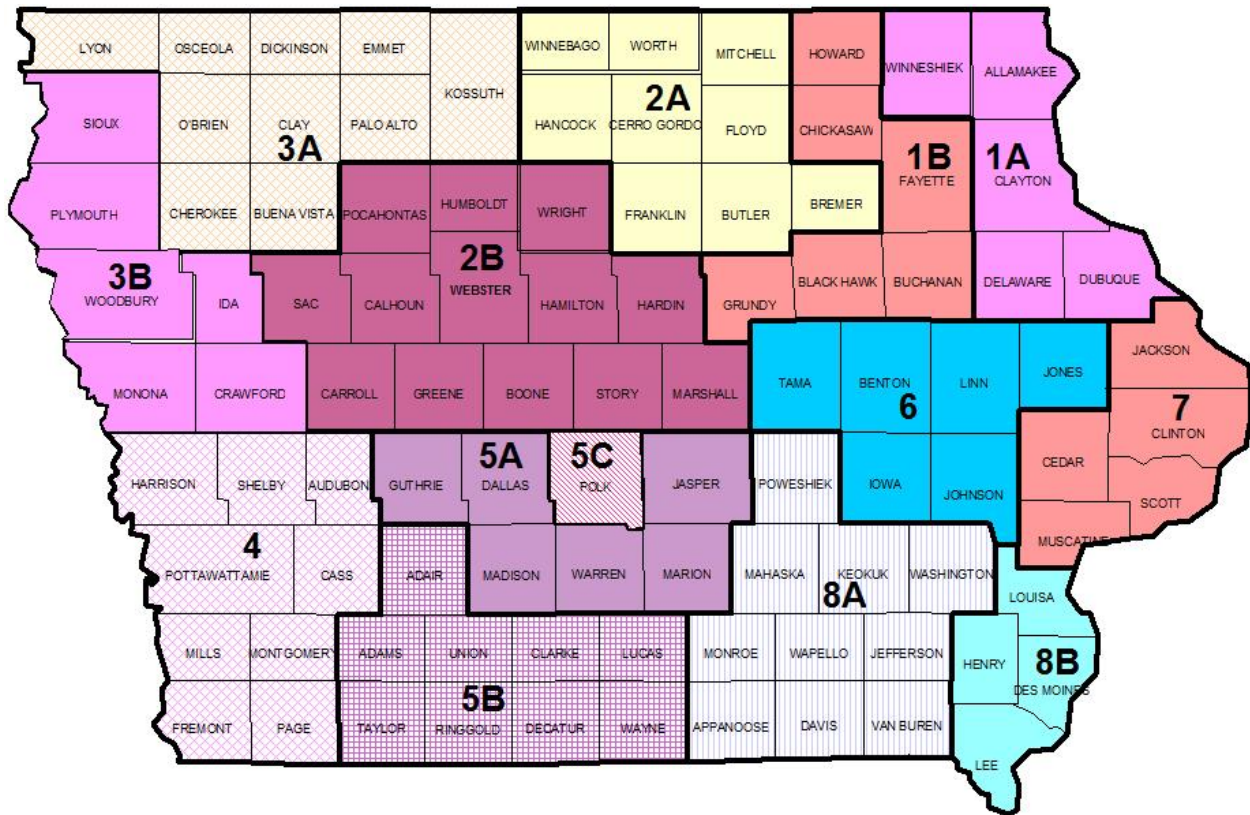 LYON OSCEOLA DICKINSON EMMET WINNEBAGO WORTH MITCHELL HOWARD WINNESHIEK ALLAMAKEE
KOSSUTH 2A
SIOUX O'BRIEN CLAY PALO ALTO HANCOCK CERRO GORDO FLOYD CHICKASAW
3A 1B 1A
FAYETTE CLAYTON
PLYMOUTH CHEROKEE BUENA VISTA POCAHONTAS HUMBOLDT WRIGHT FRANKLIN BUTLER BREMER
3B 2B
WOODBURY IDA SAC CALHOUN WEBSTER HAMILTON HARDIN GRUNDY BLACK HAWK BUCHANAN DELAWARE DUBUQUE
JACKSON
MONONA CRAWFORD CARROLL GREENE BOONE STORY MARSHALL TAMA BENTON LINN JONES
6 7
CLINTON
5A 5C
HARRISON SHELBY AUDUBON GUTHRIE DALLAS POLK JASPER POWESHIEK IOWA JOHNSON CEDAR
SCOTT
MUSCATINE
4
POTTAWATTAMIE CASS ADAIR MADISON WARREN MARION MAHASKA KEOKUK WASHINGTON
8A LOUISA
MILLS MONTGOMERY ADAMS UNION CLARKE LUCAS MONROE WAPELLO JEFFERSON HENRY 8B
DES MOINES
5B
FREMONT PAGE TAYLOR RINGGOLD DECATUR WAYNE APPANOOSE DAVIS VAN BUREN
LEE